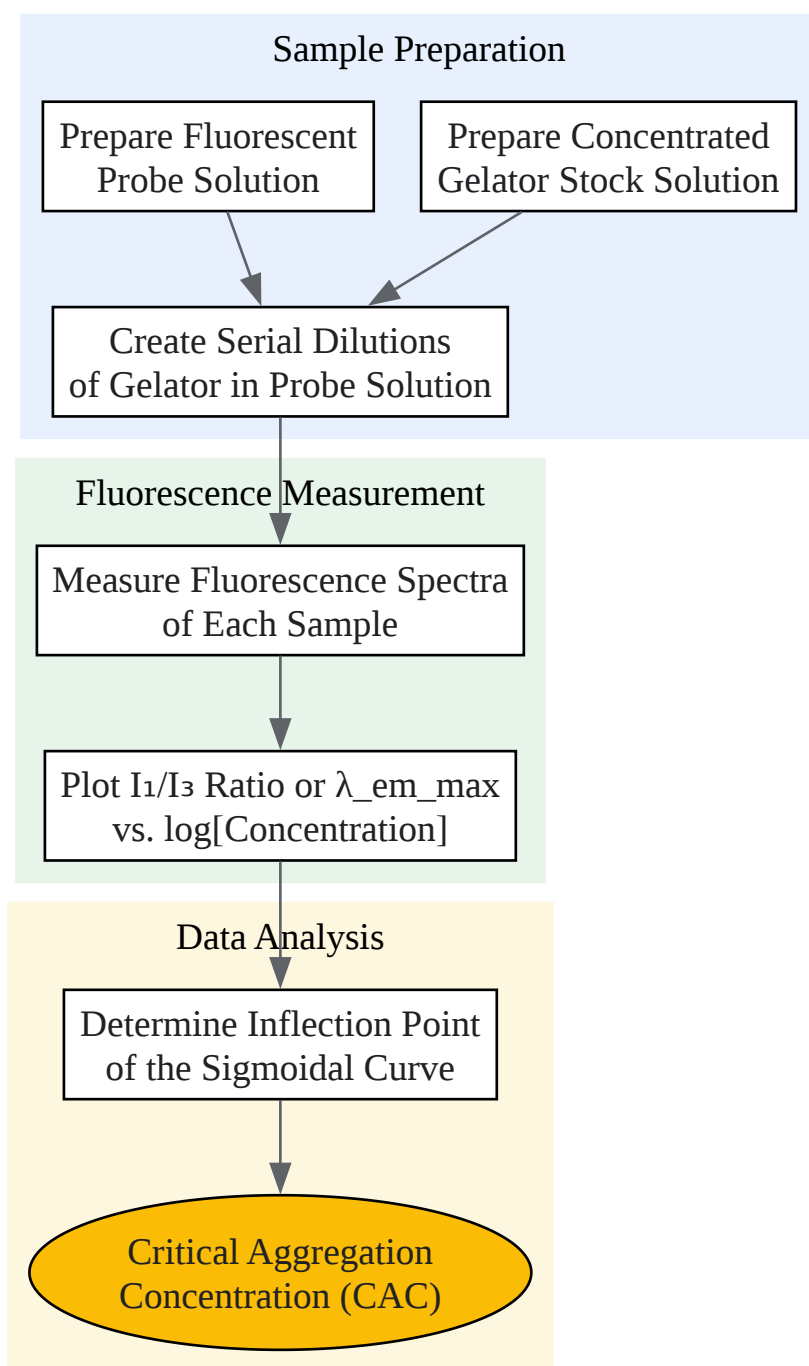 Sample Preparation
Prepare Fluorescent
Probe Solution
Prepare Concentrated
Gelator Stock Solution
Create Serial Dilutions
of Gelator in Probe Solution
Fluorescence Measurement
Measure Fluorescence Spectra
of Each Sample
Plot I₁/I₃ Ratio or λ_em_max
vs. log[Concentration]
Data Analysis
Determine Inflection Point
of the Sigmoidal Curve
Critical Aggregation
Concentration (CAC)